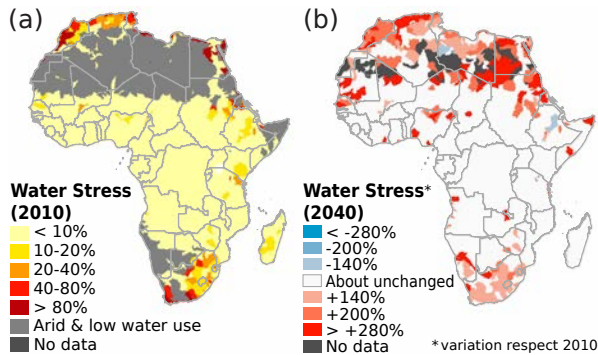 (a)
Water Stress
(2010)
< 10%
10-20%
20-40%
40-80%
> 80%
Arid & low water use
No data
(b)
Water Stress*
(2040)
< -280%
-200%
-140%
About unchanged
+140%
+200%
> +280%
No data
*variation respect 2010